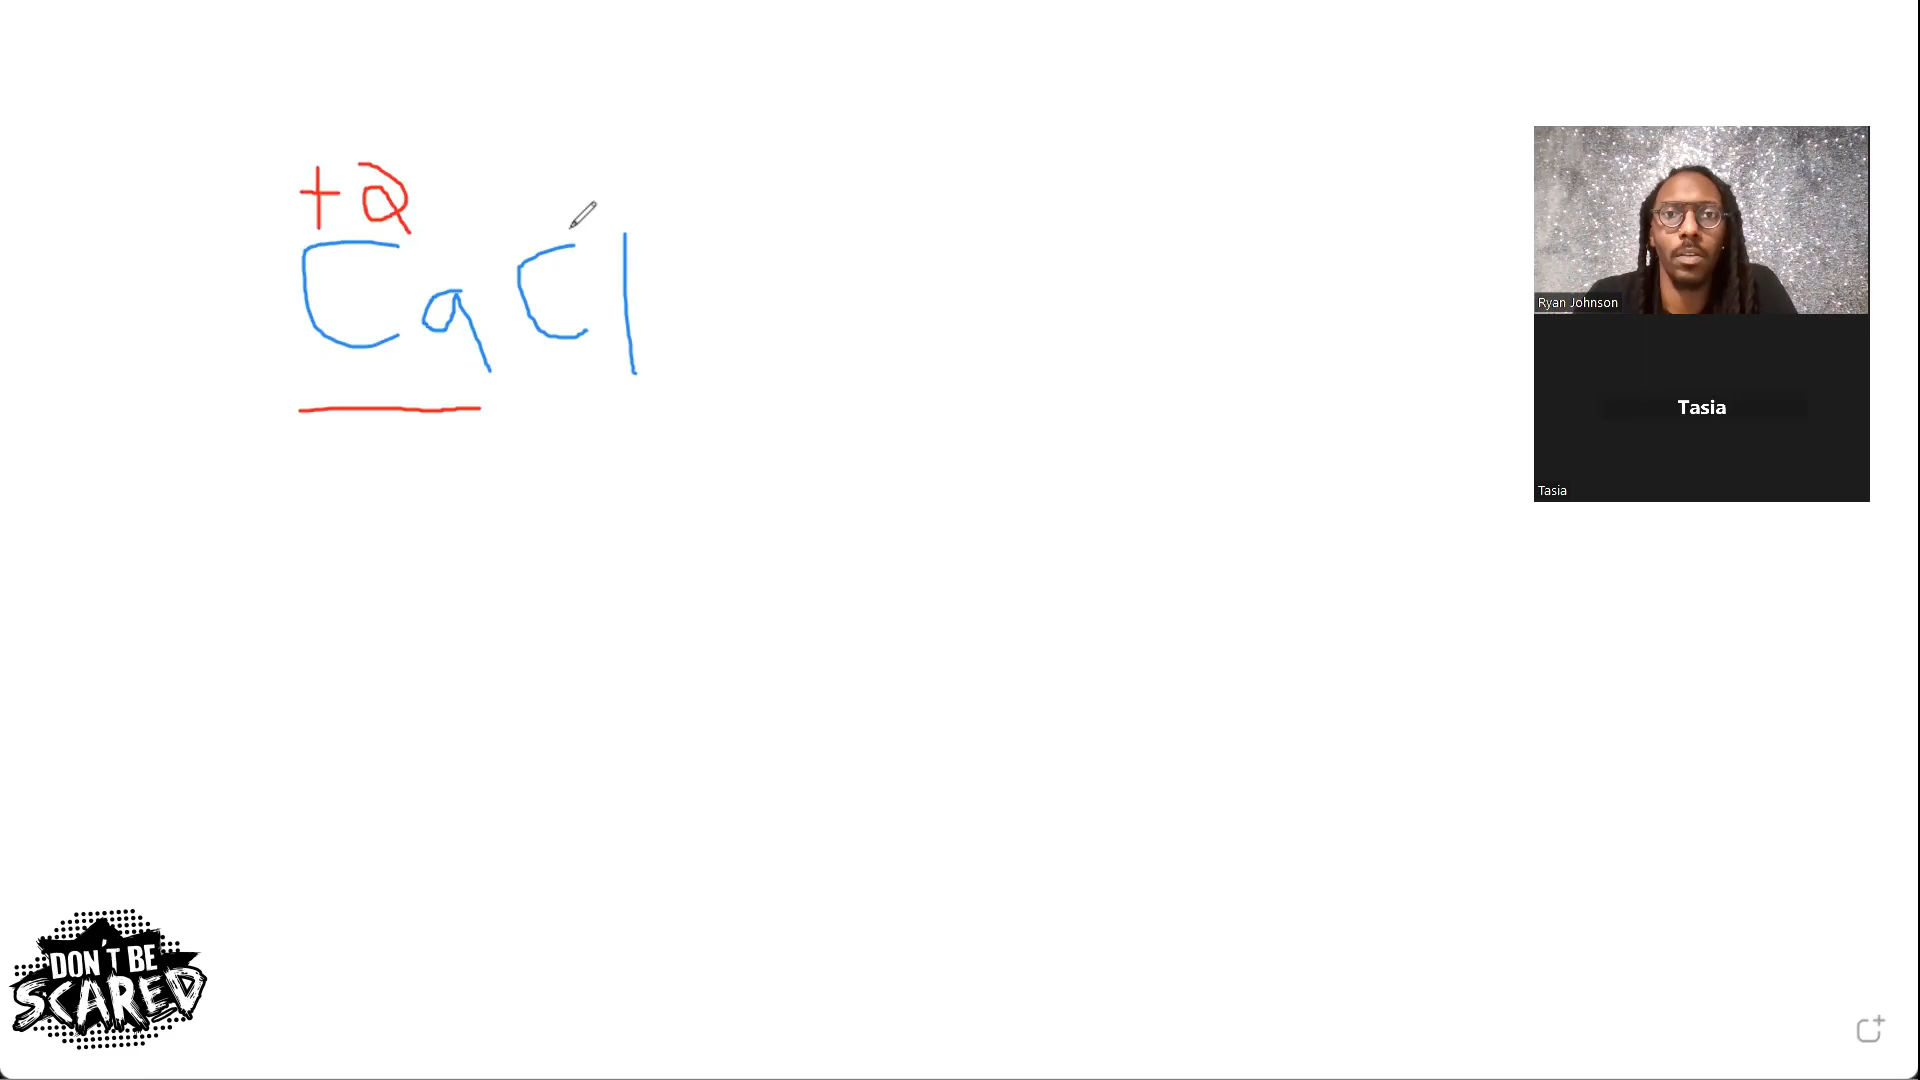 +2
CaCl
Ryan Johnson
Tasia
Tasia
DON'T BE
SCARED